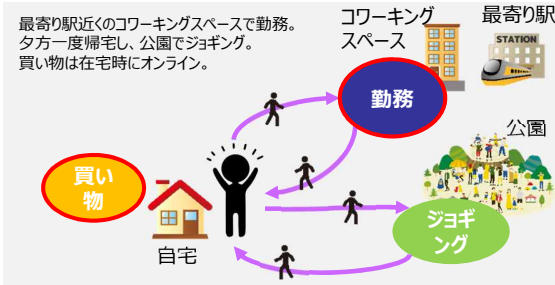 最寄り駅近くのコワーキングスペースで勤務。
夕方一度帰宅し、公園でジョギング。
買い物は在宅時にオンライン。
コワーキング
スペース
最寄り駅
STATION
勤務
公園
買い
物
自宅
ジョギ
ング